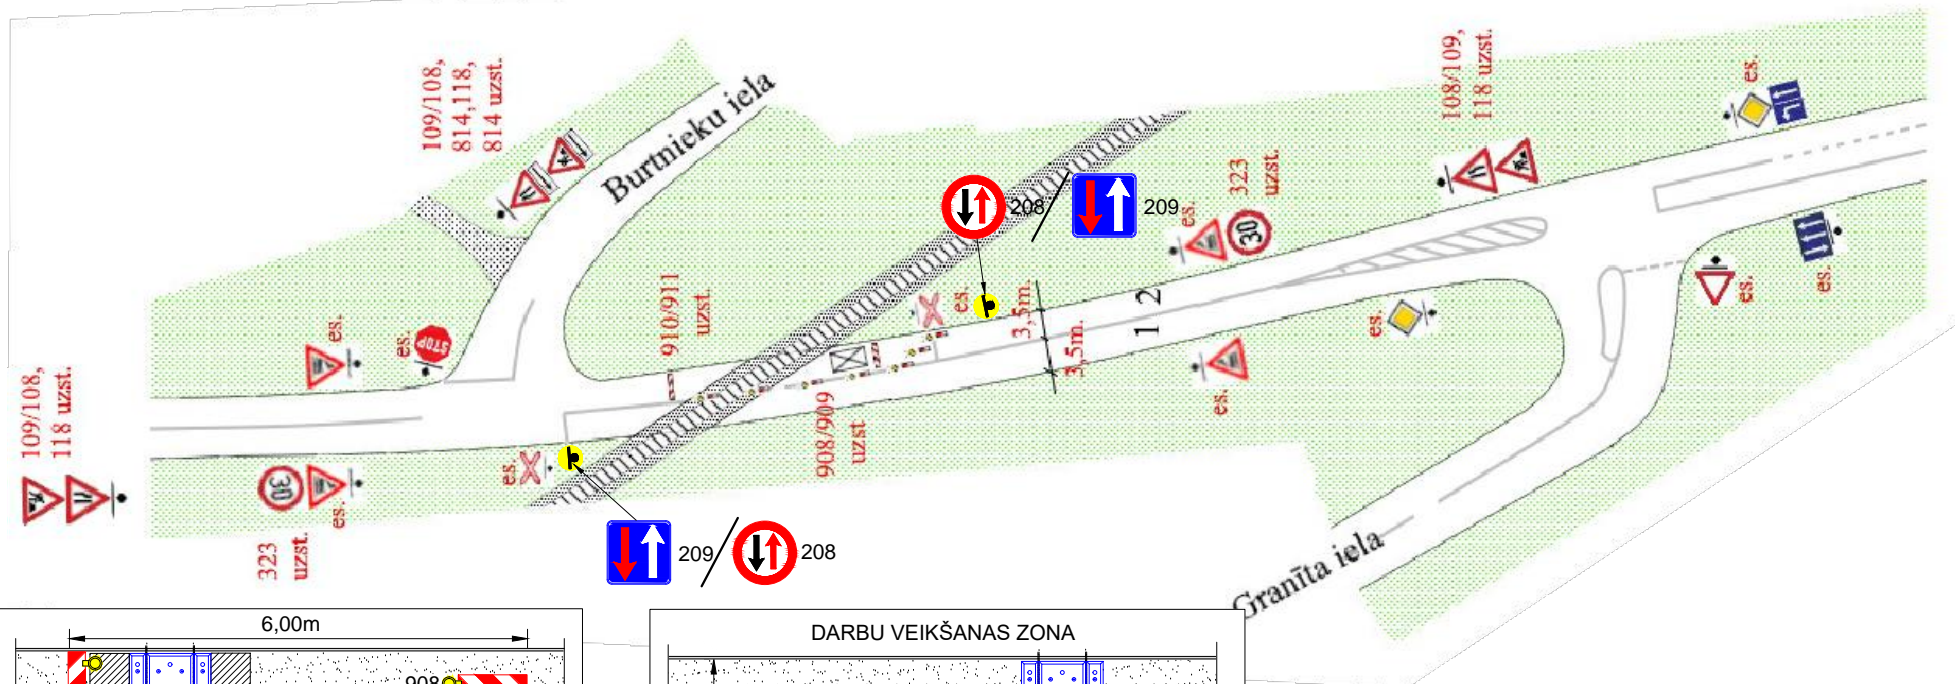 109/108,
814,118,
814 uzst.
Burtnieku iela
108/109,
118 uzst.
es.
es.
208
209
323
uzst.
es.
es.
STOP
es.
910/911
uzst.
es.
3,5m.
3,5m.
1 2
30
109/108,
118 uzst.
es.
es.
es.
es.
908/909
uzst
30
es.
es.
323
uzst.
209
208
Granīta iela
6,00m
908
DARBU VEIKŠANAS ZONA